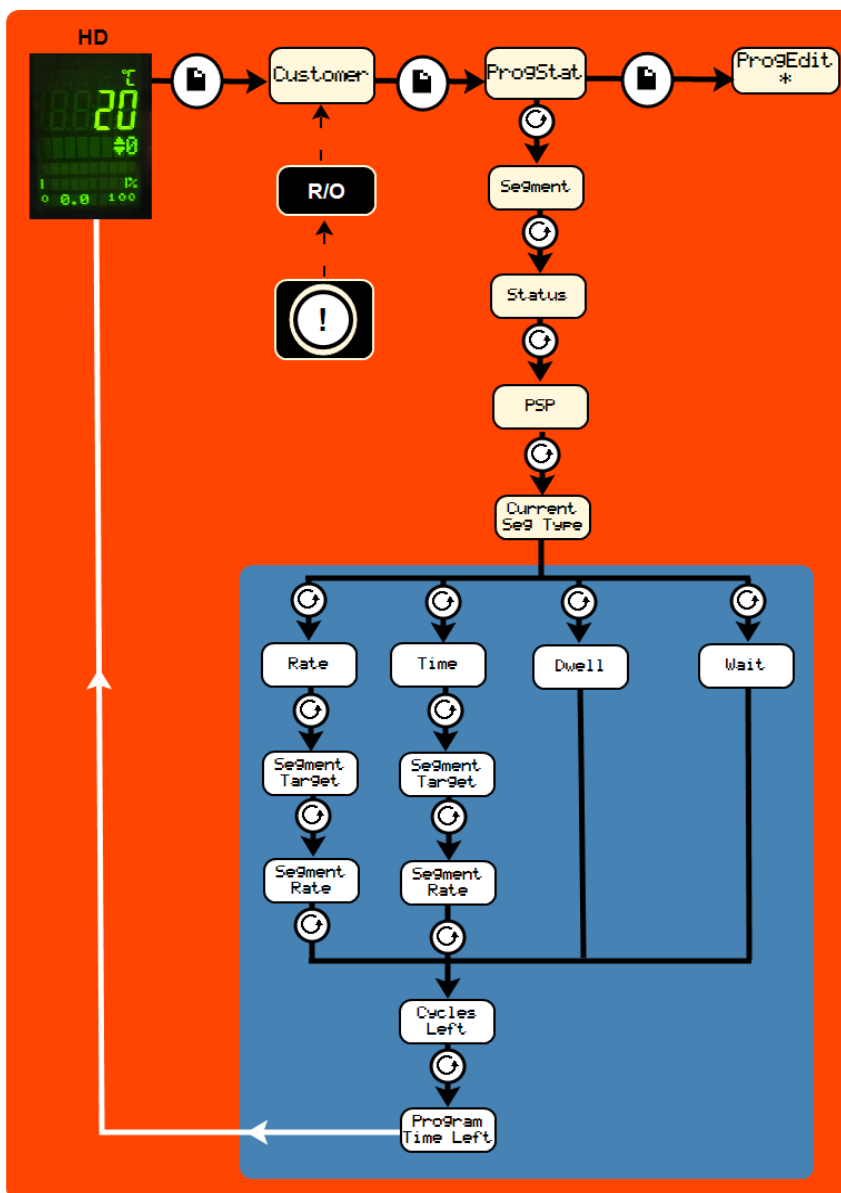 HD
°C
20
0
1 1%
0 0.0 100
Customer
ProgStat
ProgEdit
*
R/O
!
Segment
Status
PSP
Current
Seg Type
Rate
Time
Dwell
Wait
Segment
Target
Segment
Target
Segment
Rate
Segment
Rate
Cycles
Left
Program
Time Left